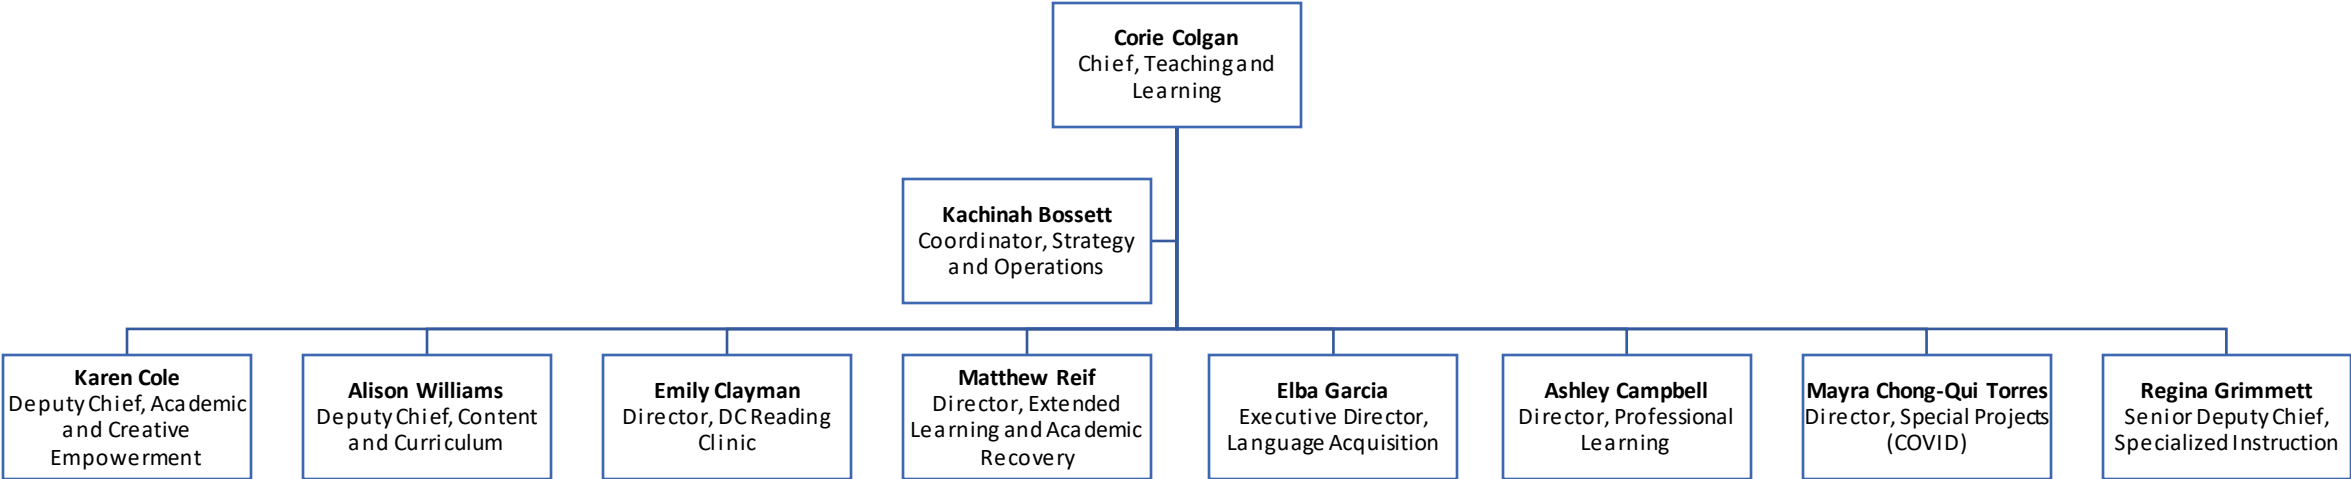 Corie Colgan
Chief, Teaching and
Learning
Kachinah Bossett
Coordinator, Strategy
and Operations
Karen Cole
Deputy Chief, Academic
and Creative
Empowerment
Alison Williams
Deputy Chief, Content
and Curriculum
Emily Clayman
Director, DC Reading
Clinic
Matthew Reif
Director, Extended
Learning and Academic
Recovery
Elba Garcia
Executive Director,
Language Acquisition
Ashley Campbell
Director, Professional
Learning
Mayra Chong-Qui Torres
Director, Special Projects
(COVID)
Regina Grimmett
Senior Deputy Chief,
Specialized Instruction